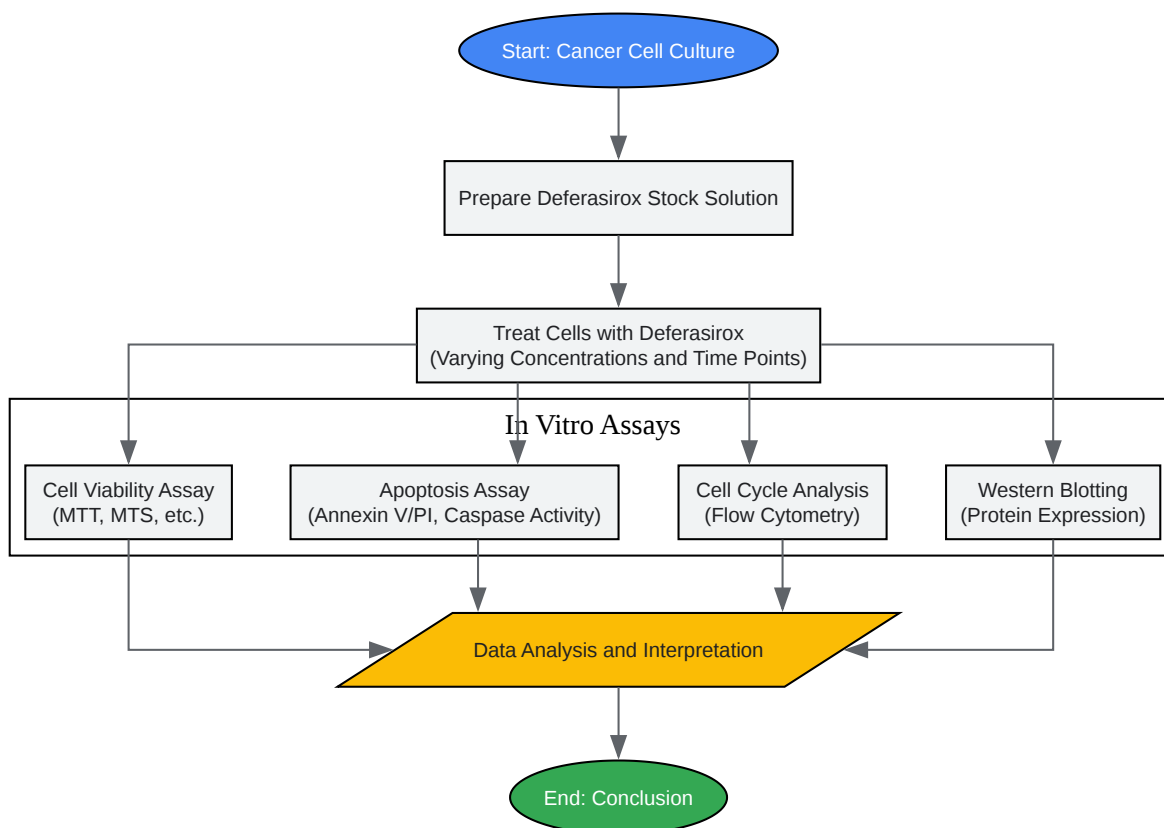 Start: Cancer Cell Culture
Prepare Deferasirox Stock Solution
Treat Cells with Deferasirox
(Varying Concentrations and Time Points)
In Vitro Assays
Cell Viability Assay
(MTT, MTS, etc.)
Apoptosis Assay
(Annexin V/PI, Caspase Activity)
Cell Cycle Analysis
(Flow Cytometry)
Western Blotting
(Protein Expression)
Data Analysis and Interpretation
End: Conclusion